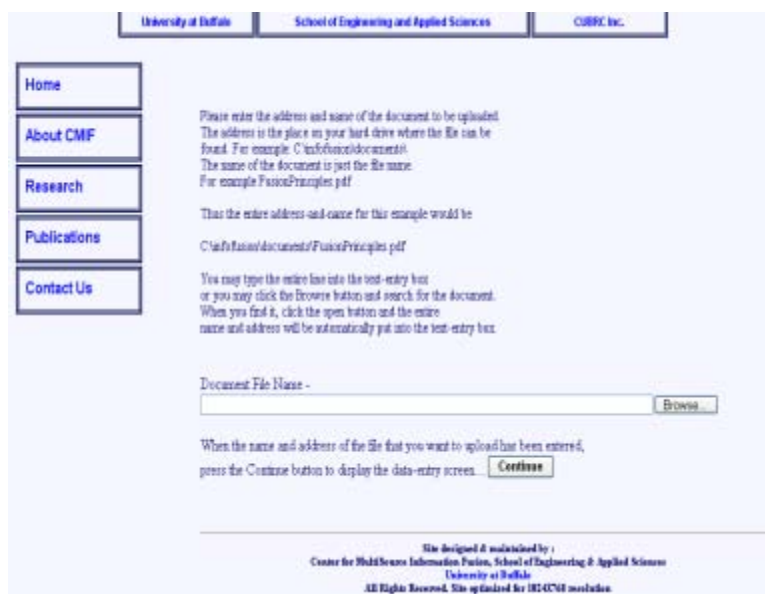 University at Buffalo School of Engineering and Applied Sciences CUBRC Inc.
Home
About CMIF
Research
Publications
Contact Us
Please enter the address and name of the document to be uploaded
The address is the place on your hard drive where the file can be
found. For example: C:\infofusion\documents\
The name of the document is just the file name.
For example FusionPrinciples.pdf
Thus the entire address-and-name for this example would be
C:\infofusion\documents\FusionPrinciples.pdf
You may type the entire line into the text-entry box
or you may click the Browse button and search for the document.
When you find it, click the open button and the entire
name and address will be automatically put into the text-entry box.
Document File Name -
Browse...
When the name and address of the file that you want to upload has been entered,
press the Continue button to display the data-entry screen.... Continue
Site designed & maintained by :
Center for MultiSource Information Fusion, School of Engineering & Applied Sciences
University at Buffalo
All Rights Reserved. Site optimized for 1024X768 resolution